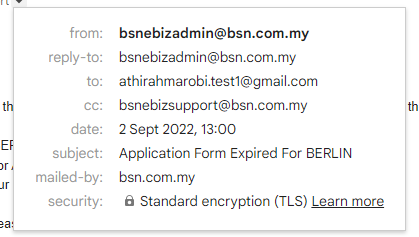 from: bsnebizadmin@bsn.com.my
reply-to: bsnebizadmin@bsn.com.my
to: athirahmarobi.test1@gmail.com
cc: bsnebizsupport@bsn.com.my
date: 2 Sept 2022, 13:00
subject: Application Form Expired For BERLIN
mailed-by: bsn.com.my
security: Standard encryption (TLS) Learn more